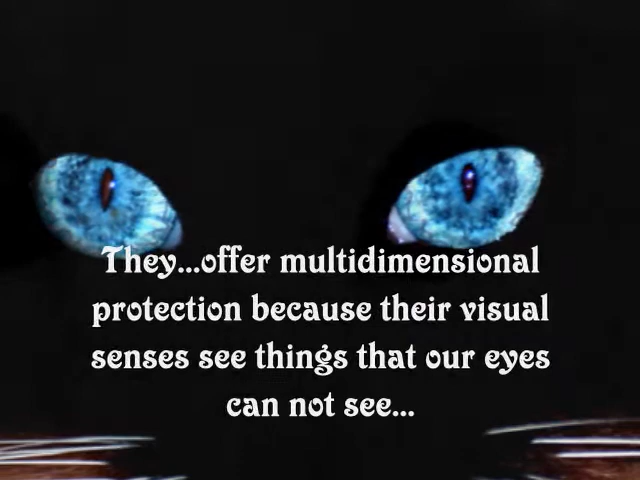 They...offer multidimensional
protection because their visual
senses see things that our eyes
can not see...